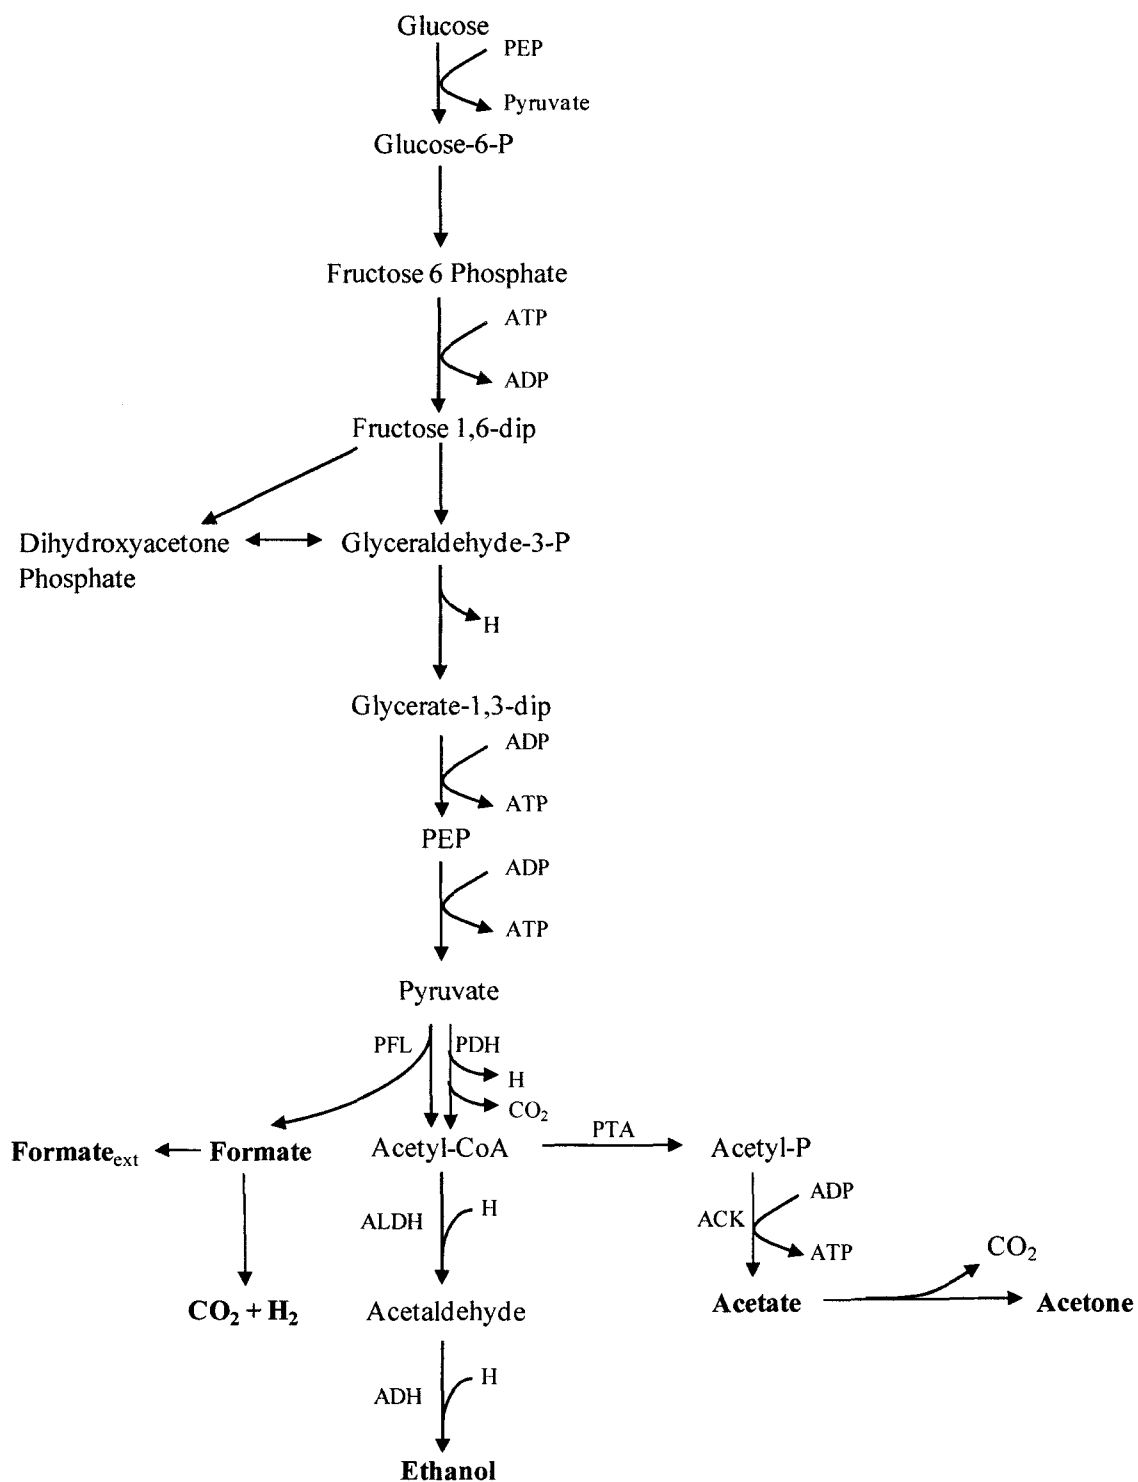 Glucose
PEP
Pyruvate
Glucose-6-P
Fructose 6 Phosphate
ATP
ADP
Fructose 1,6-dip
Dihydroxyacetone
Phosphate
Glyceraldehyde-3-P
H
Glycerate-1,3-dip
ADP
ATP
PEP
ADP
ATP
Pyruvate
PFL
PDH
H
CO2
Formateext
Formate
Acetyl-CoA
PTA
Acetyl-P
ALDH
H
ACK
ADP
ATP
CO2
CO2 + H2
Acetaldehyde
Acetate
Acetone
ADH
H
Ethanol